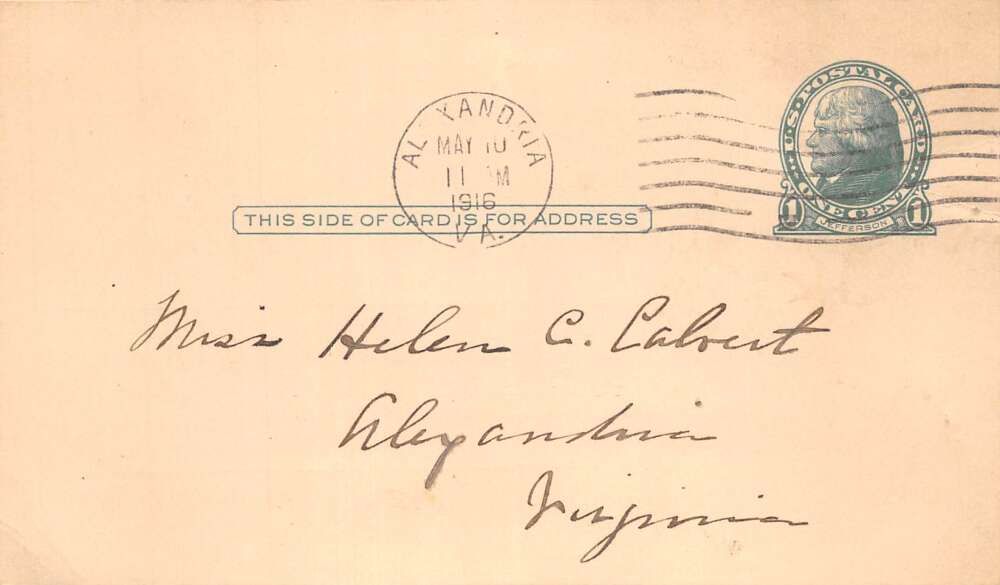 U.S. POSTAL CARD
ALEXANDRIA
MAY 10
11 AM
1916
VA.
ONE CENT
1 1
JEFFERSON
THIS SIDE OF CARD IS FOR ADDRESS
Miss Helen C. Calvert
Alexandria
Virginia